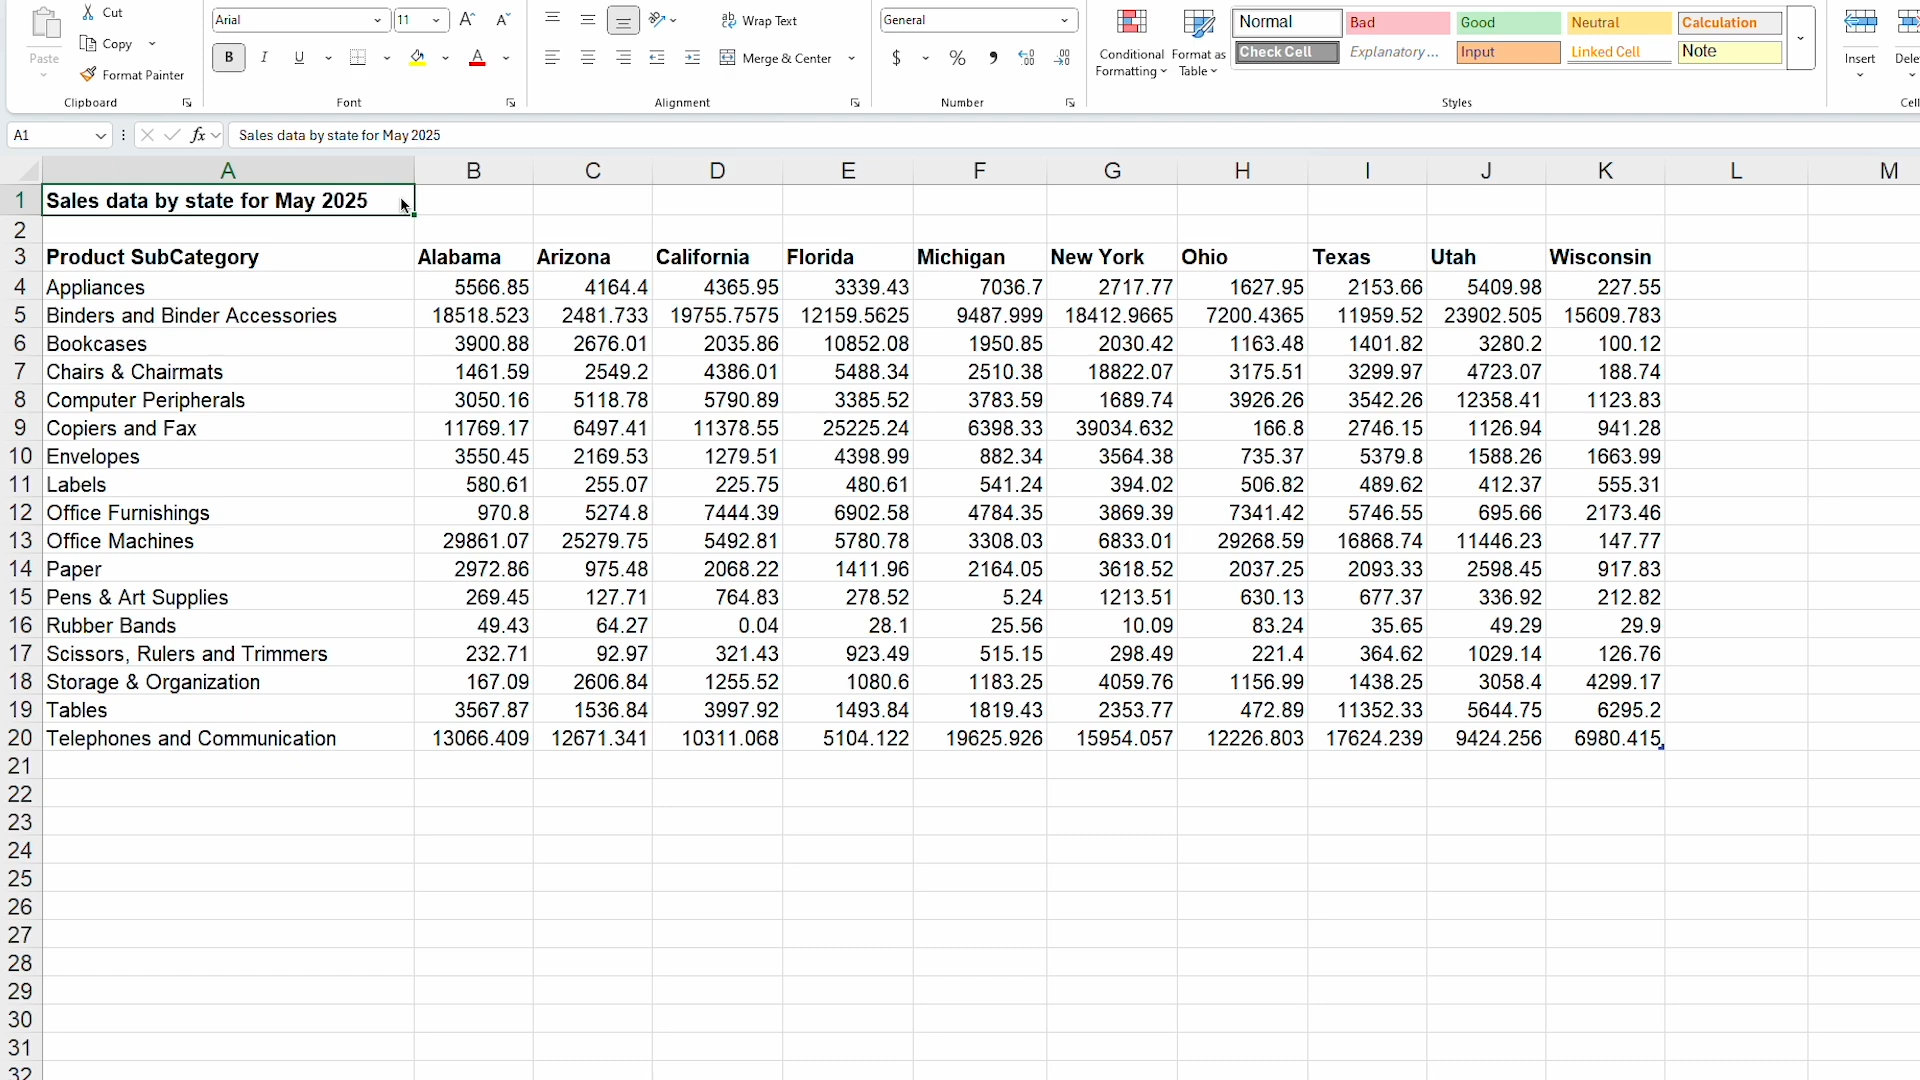 Cut
Arial 11
Wrap Text
General
Normal Bad Good Neutral Calculation
Paste
Copy
B I U A
Merge & Center
$ % 9
Conditional Formatting
Format as Table
Check Cell Explanatory... Input Linked Cell Note
Insert
Format Painter
Clipboard Font Alignment Number Styles
A1 fx Sales data by state for May 2025
A B C D E F G H I J K L M
1 Sales data by state for May 2025
2
3 Product SubCategory Alabama Arizona California Florida Michigan New York Ohio Texas Utah Wisconsin
4 Appliances 5566.85 4164.4 4365.95 3339.43 7036.7 2717.77 1627.95 2153.66 5409.98 227.55
5 Binders and Binder Accessories 18518.523 2481.733 19755.7575 12159.5625 9487.999 18412.9665 7200.4365 11959.52 23902.505 15609.783
6 Bookcases 3900.88 2676.01 2035.86 10852.08 1950.85 2030.42 1163.48 1401.82 3280.2 100.12
7 Chairs & Chairmats 1461.59 2549.2 4386.01 5488.34 2510.38 18822.07 3175.51 3299.97 4723.07 188.74
8 Computer Peripherals 3050.16 5118.78 5790.89 3385.52 3783.59 1689.74 3926.26 3542.26 12358.41 1123.83
9 Copiers and Fax 11769.17 6497.41 11378.55 25225.24 6398.33 39034.632 166.8 2746.15 1126.94 941.28
10 Envelopes 3550.45 2169.53 1279.51 4398.99 882.34 3564.38 735.37 5379.8 1588.26 1663.99
11 Labels 580.61 255.07 225.75 480.61 541.24 394.02 506.82 489.62 412.37 555.31
12 Office Furnishings 970.8 5274.8 7444.39 6902.58 4784.35 3869.39 7341.42 5746.55 695.66 2173.46
13 Office Machines 29861.07 25279.75 5492.81 5780.78 3308.03 6833.01 29268.59 16868.74 11446.23 147.77
14 Paper 2972.86 975.48 2068.22 1411.96 2164.05 3618.52 2037.25 2093.33 2598.45 917.83
15 Pens & Art Supplies 269.45 127.71 764.83 278.52 5.24 1213.51 630.13 677.37 336.92 212.82
16 Rubber Bands 49.43 64.27 0.04 28.1 25.56 10.09 83.24 35.65 49.29 29.9
17 Scissors, Rulers and Trimmers 232.71 92.97 321.43 923.49 515.15 298.49 221.4 364.62 1029.14 126.76
18 Storage & Organization 167.09 2606.84 1255.52 1080.6 1183.25 4059.76 1156.99 1438.25 3058.4 4299.17
19 Tables 3567.87 1536.84 3997.92 1493.84 1819.43 2353.77 472.89 11352.33 5644.75 6295.2
20 Telephones and Communication 13066.409 12671.341 10311.068 5104.122 19625.926 15954.057 12226.803 17624.239 9424.256 6980.415
21
22
23
24
25
26
27
28
29
30
31
32